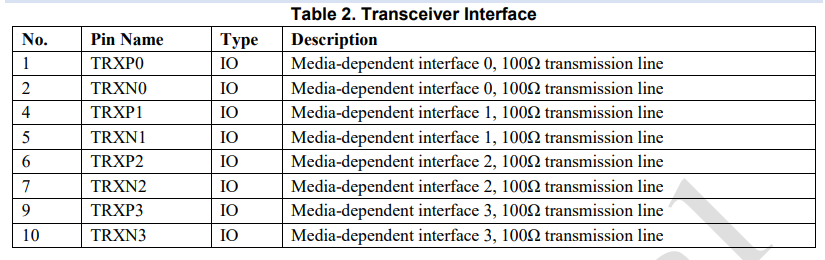 Table 2. Transceiver Interface
No. Pin Name Type Description
1 TRXP0 IO Media-dependent interface 0, 100Ω transmission line
2 TRXN0 IO Media-dependent interface 0, 100Ω transmission line
4 TRXP1 IO Media-dependent interface 1, 100Ω transmission line
5 TRXN1 IO Media-dependent interface 1, 100Ω transmission line
6 TRXP2 IO Media-dependent interface 2, 100Ω transmission line
7 TRXN2 IO Media-dependent interface 2, 100Ω transmission line
9 TRXP3 IO Media-dependent interface 3, 100Ω transmission line
10 TRXN3 IO Media-dependent interface 3, 100Ω transmission line